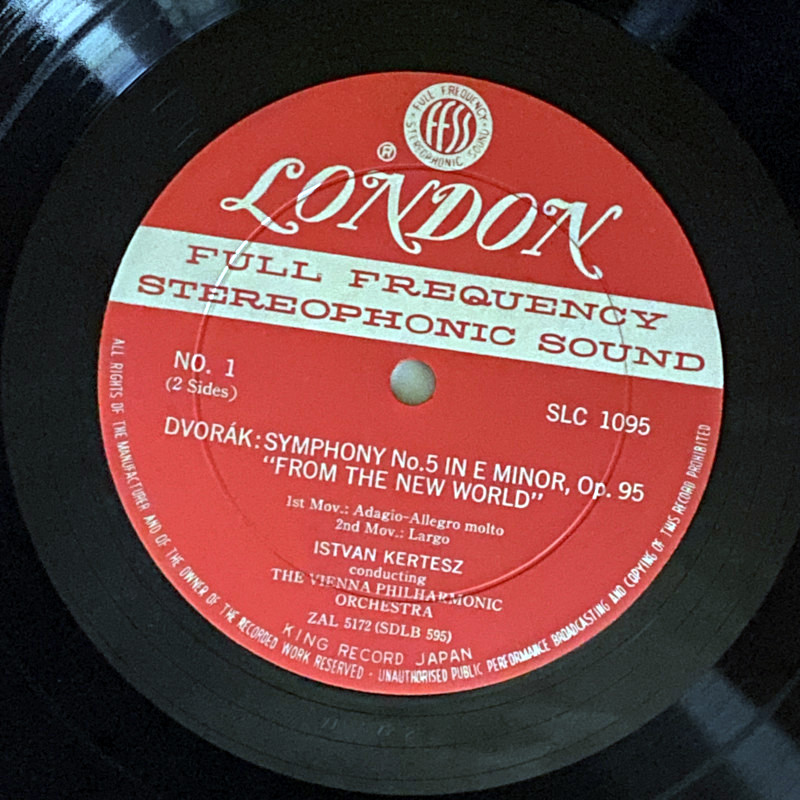 FULL FREQUENCY
FFSS
STEREOPHONIC SOUND
®
LONDON
FULL FREQUENCY
STEREOPHONIC SOUND
NO. 1
(2 Sides)
SLC 1095
DVORÁK: SYMPHONY No.5 IN E MINOR, Op. 95
“FROM THE NEW WORLD”
1st Mov.: Adagio-Allegro molto
2nd Mov.: Largo
ISTVAN KERTESZ
conducting
THE VIENNA PHILHARMONIC
ORCHESTRA
ZAL 5172 (SDLB 595)
KING RECORD JAPAN
ALL RIGHTS OF THE MANUFACTURER AND OF THE OWNER OF THE RECORDED WORK RESERVED · UNAUTHORISED PUBLIC PERFORMANCE BROADCASTING AND COPYING OF THIS RECORD PROHIBITED